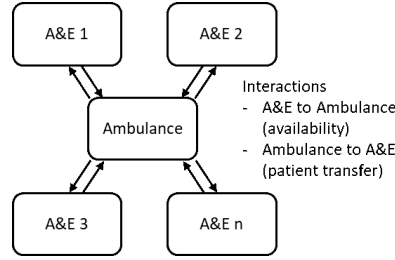 A&E 1
A&E 2
Interactions
- A&E to Ambulance
(availability)
- Ambulance to A&E
(patient transfer)
Ambulance
A&E 3
A&E n